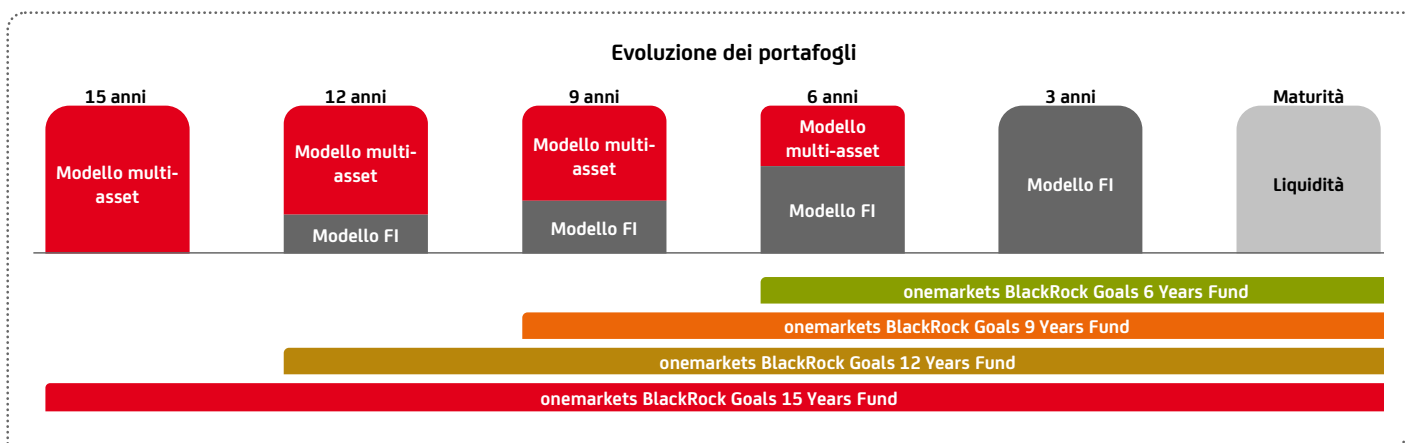 Evoluzione dei portafogli
15 anni
12 anni
9 anni
6 anni
3 anni
Maturità
Modello multi-
asset
Modello multi-
asset
Modello FI
Modello multi-
asset
Modello FI
Modello
multi-asset
Modello FI
Modello FI
Liquidità
onemarkets BlackRock Goals 6 Years Fund
onemarkets BlackRock Goals 9 Years Fund
onemarkets BlackRock Goals 12 Years Fund
onemarkets BlackRock Goals 15 Years Fund